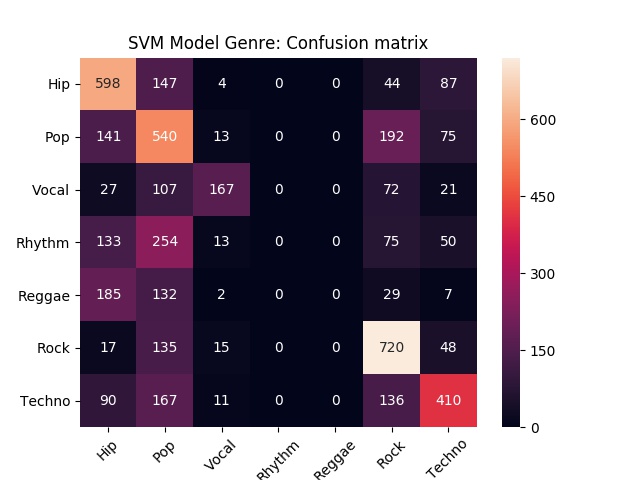 SVM Model Genre: Confusion matrix
Hip 598 147 4 0 0 44 87
Pop 141 540 13 0 0 192 75
Vocal 27 107 167 0 0 72 21
Rhythm 133 254 13 0 0 75 50
Reggae 185 132 2 0 0 29 7
Rock 17 135 15 0 0 720 48
Techno 90 167 11 0 0 136 410
Hip Pop Vocal Rhythm Reggae Rock Techno
600
450
300
150
0